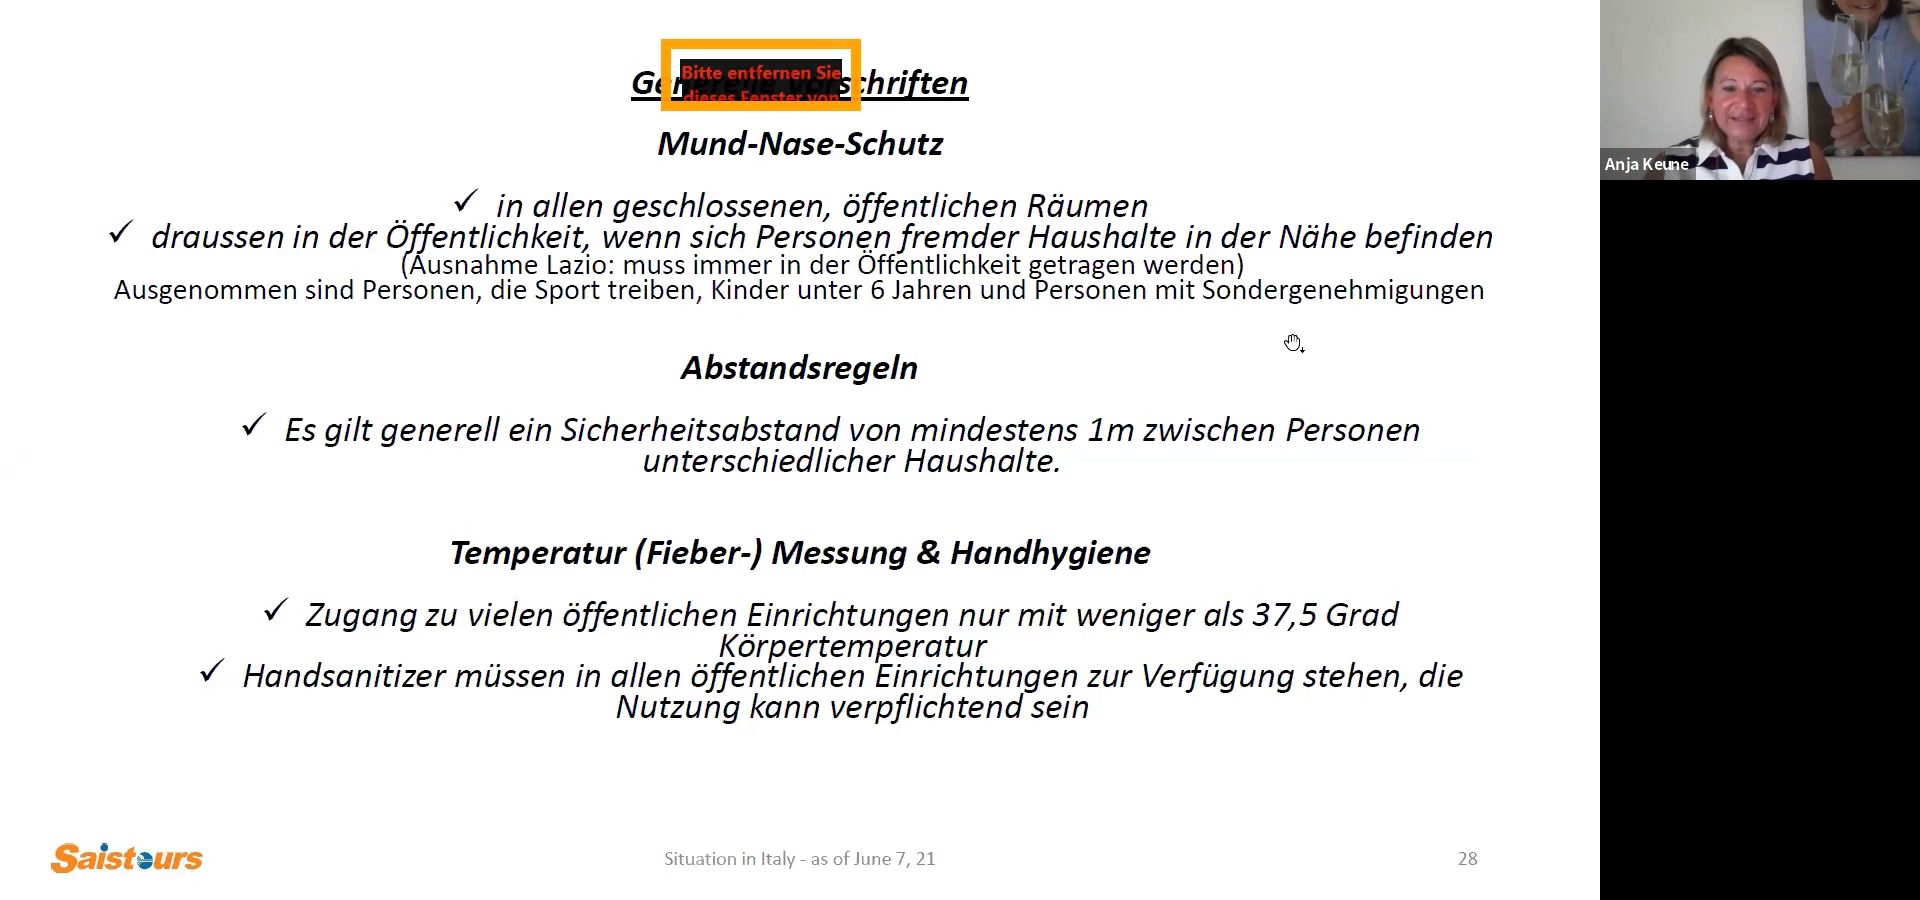 Bitte entfernen Sie
dieses Fenster von
Mund-Nase-Schutz
✓ in allen geschlossenen, öffentlichen Räumen
✓ draussen in der Öffentlichkeit, wenn sich Personen fremder Haushalte in der Nähe befinden
(Ausnahme Lazio: muss immer in der Öffentlichkeit getragen werden)
Ausgenommen sind Personen, die Sport treiben, Kinder unter 6 Jahren und Personen mit Sondergenehmigungen
Abstandsregeln
✓ Es gilt generell ein Sicherheitsabstand von mindestens 1m zwischen Personen
unterschiedlicher Haushalte.
Temperatur (Fieber-) Messung & Handhygiene
✓ Zugang zu vielen öffentlichen Einrichtungen nur mit weniger als 37,5 Grad
Körpertemperatur
✓ Handsanitizer müssen in allen öffentlichen Einrichtungen zur Verfügung stehen, die
Nutzung kann verpflichtend sein
Saistours
Situation in Italy - as of June 7, 21
28
Anja Keune